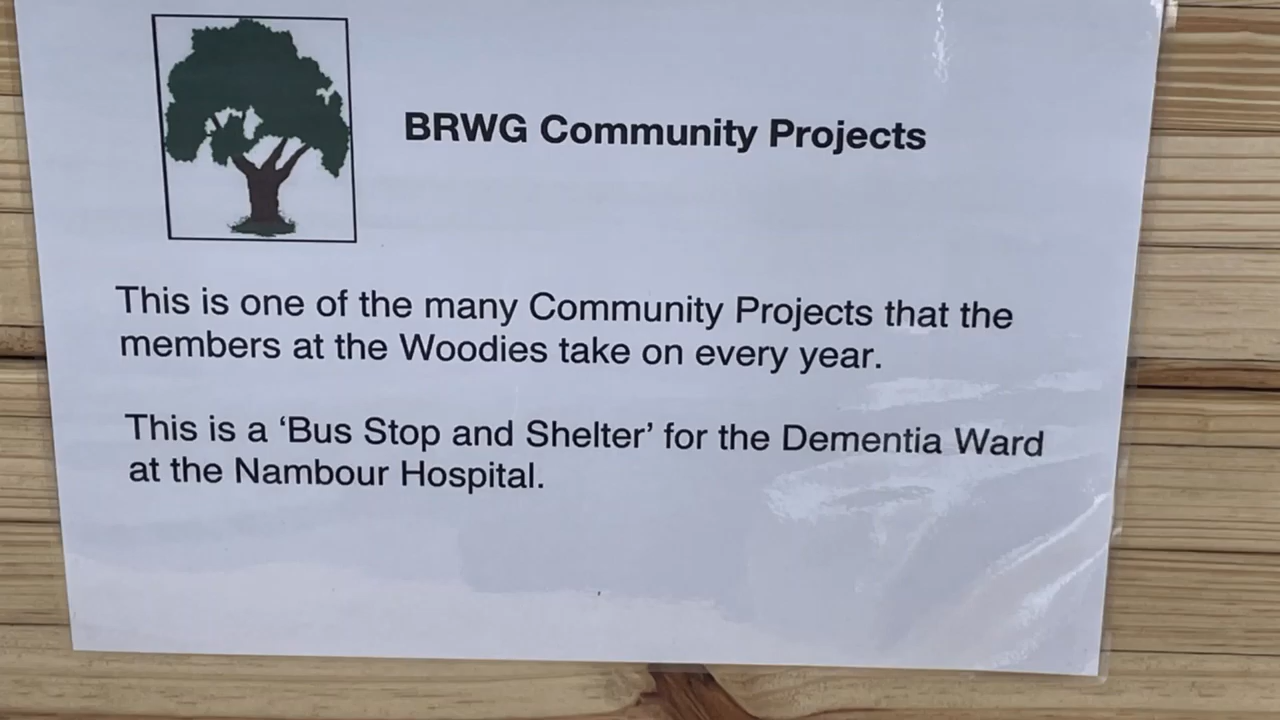 BRWG Community Projects
This is one of the many Community Projects that the
members at the Woodies take on every year.
This is a ‘Bus Stop and Shelter’ for the Dementia Ward
at the Nambour Hospital.